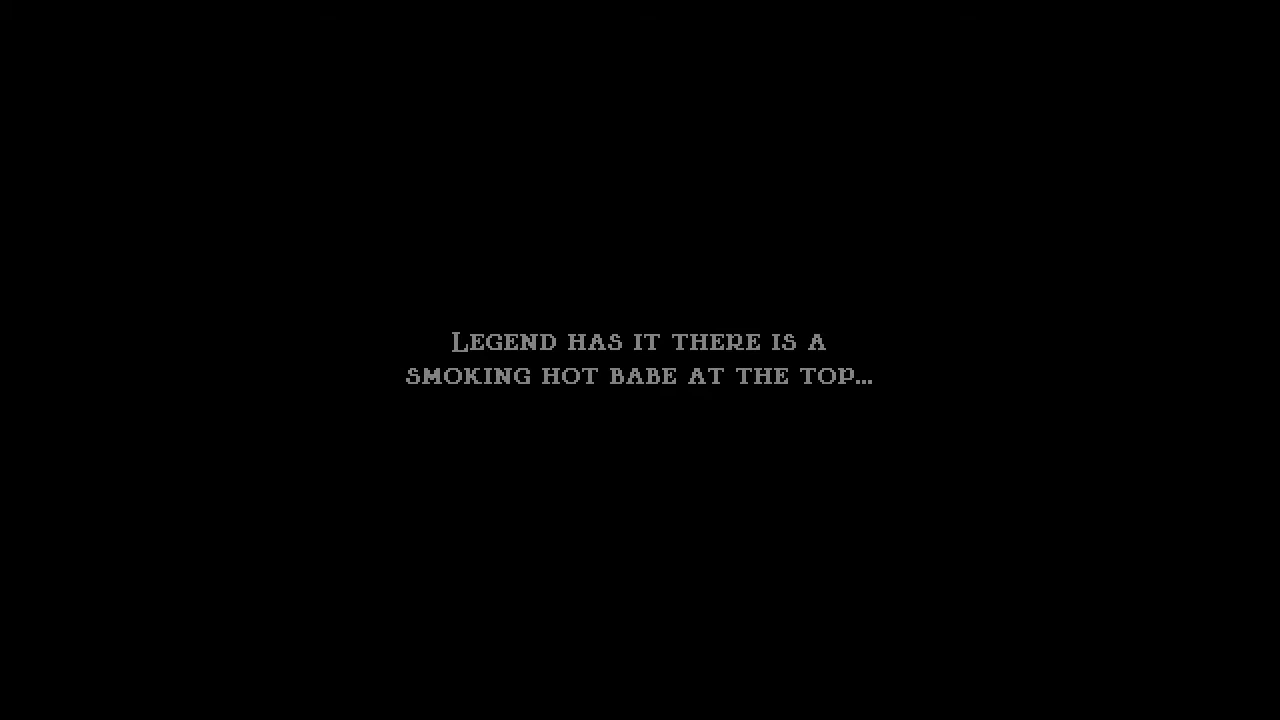 Legend has it there is a
smoking hot babe at the top...